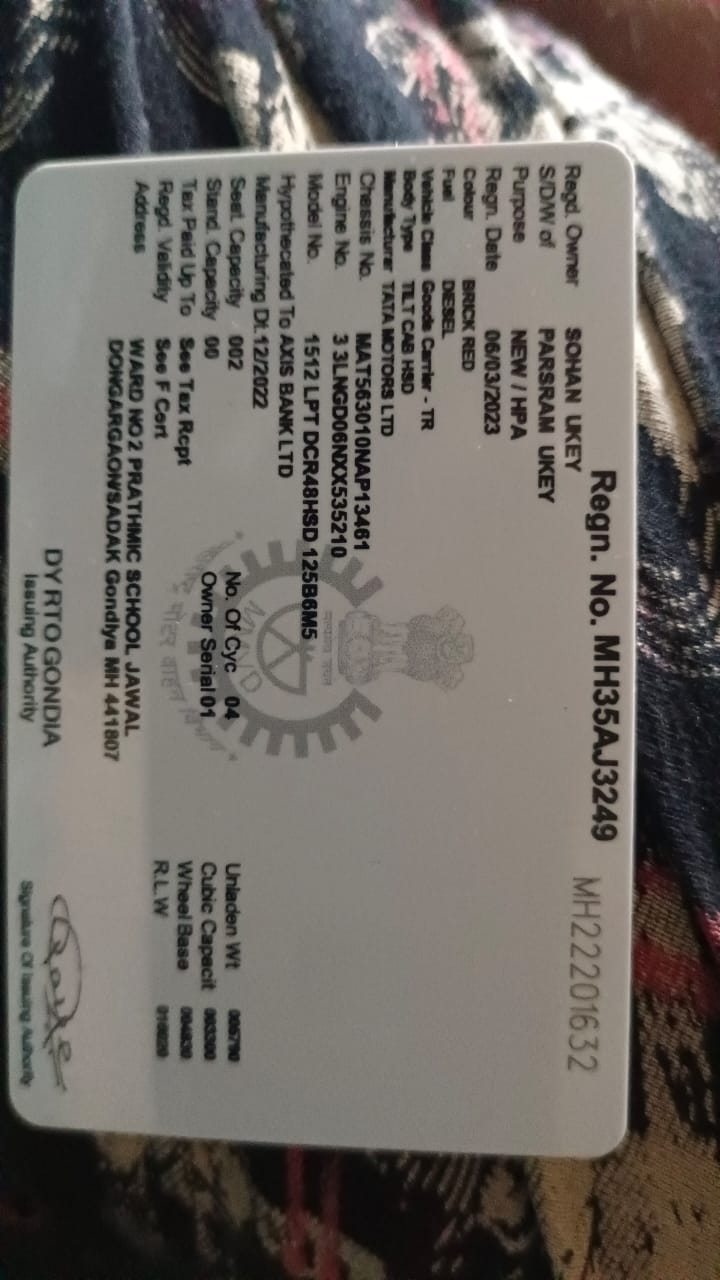 Regn. No. MH35AJ3249 MH22201632
Regd. Owner SOHAN UKEY
S/D/W of PARSRAM UKEY
Purpose NEW / HPA
Regn. Date 06/03/2023
Colour BRICK RED
Fuel DIESEL
Vehicle Class Goods Carrier - TR
Body Type TILT CAB HSD
Manufacturer TATA MOTORS LTD
Chassis No. MAT563010NAP13461
Engine No. 3 3LNGD06NXX535210
Model No. 1512 LPT DCR48HSD 125B6M5
Hypothecated To AXIS BANK LTD
Manufacturing Dt. 12/2022
Seat. Capacity 002 No. Of Cyc 04 Unladen Wt
Stand. Capacity 00 Owner Serial 01 Cubic Capacit 003300
Tax Paid Up To See Tax Rcpt Wheel Base 004830
Regd. Validity See F Cert R.L.W
Address WARD NO 2 PRATHMIC SCHOOL JAWAL
DONGARGAON/SADAK Gondiya MH 441807
DY RTO GONDIA
Issuing Authority Signature Of Issuing Authority